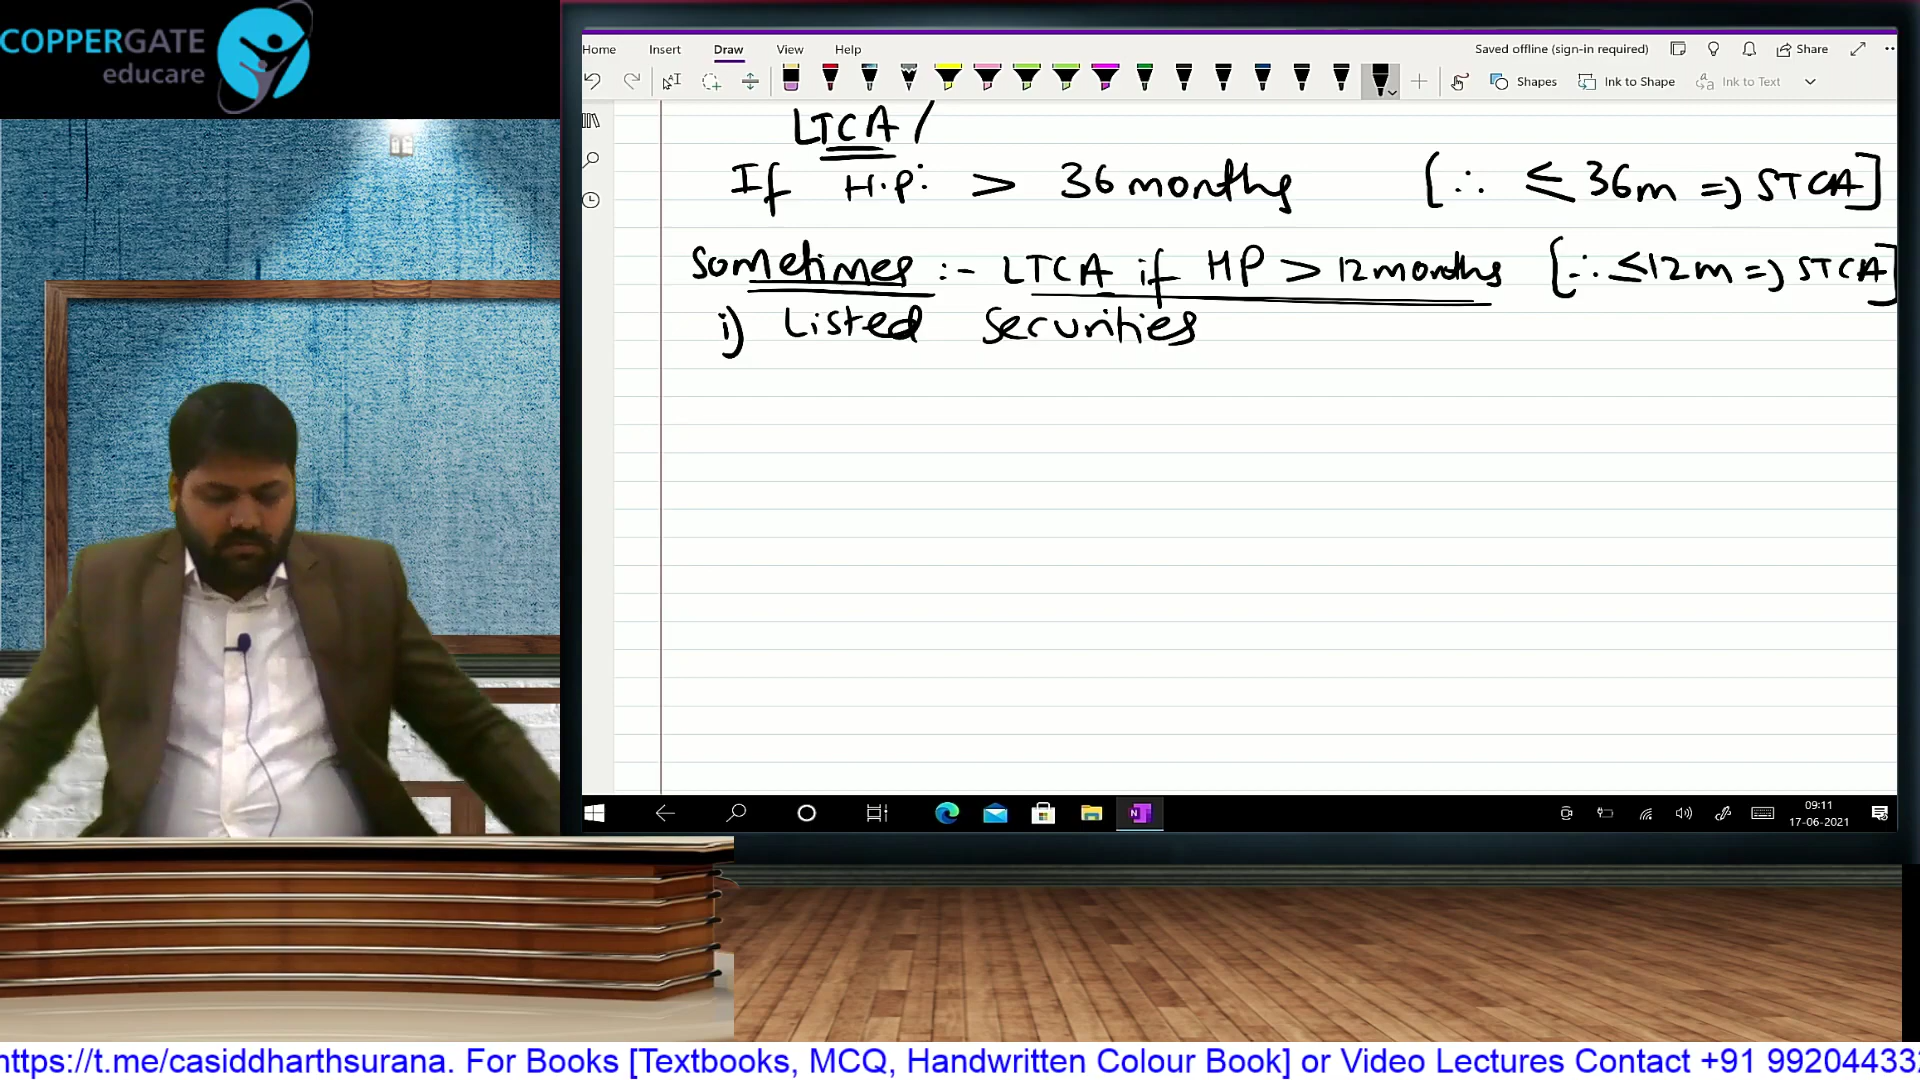 COPPERGATE
educare
Home Insert Draw View Help
Saved offline (sign-in required) Share
Shapes Ink to Shape Ink to Text
LTCA /
If H.P: > 36 months [∴ ≤ 36m => STCA]
Sometimes :- LTCA if HP > 12 months [∴ ≤12m => STCA]
i) Listed Securities
09:11
17-06-2021
https://t.me/casiddharthsurana. For Books [Textbooks, MCQ, Handwritten Colour Book] or Video Lectures Contact +91 992044333